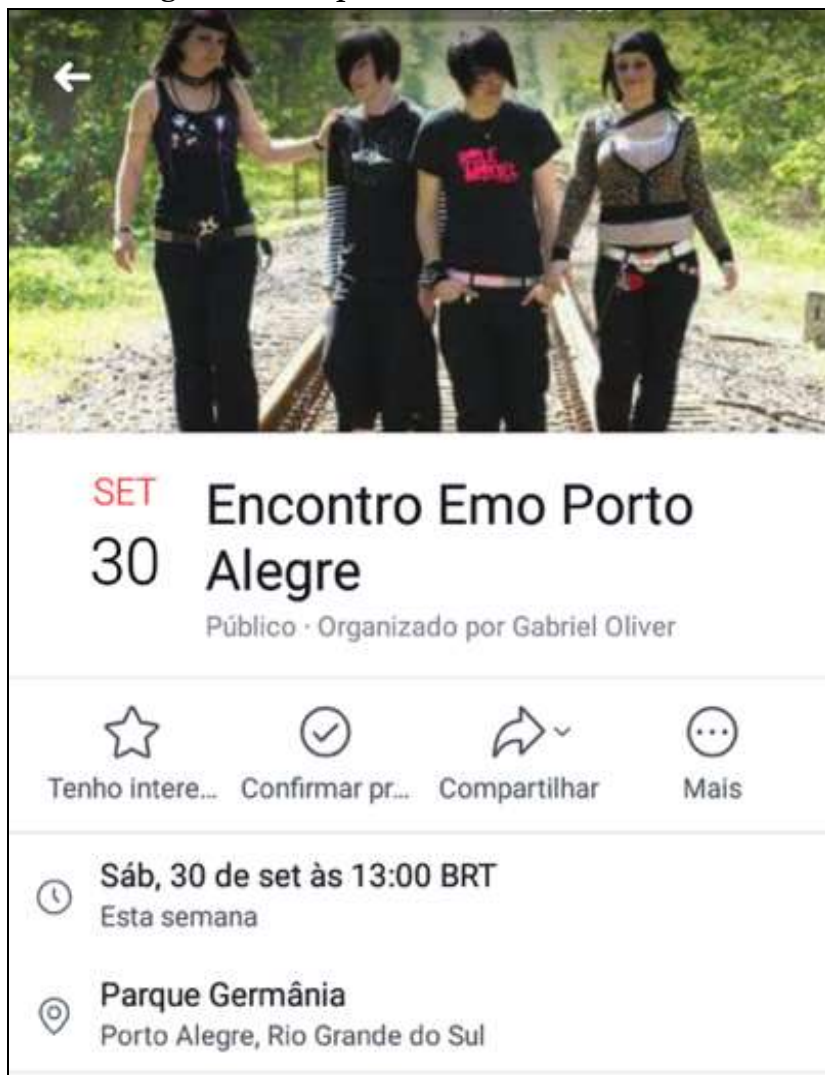 SET
30
Encontro Emo Porto
Alegre
Público · Organizado por Gabriel Oliver
Tenho intere... Confirmar pr... Compartilhar Mais
Sáb, 30 de set às 13:00 BRT
Esta semana
Parque Germânia
Porto Alegre, Rio Grande do Sul